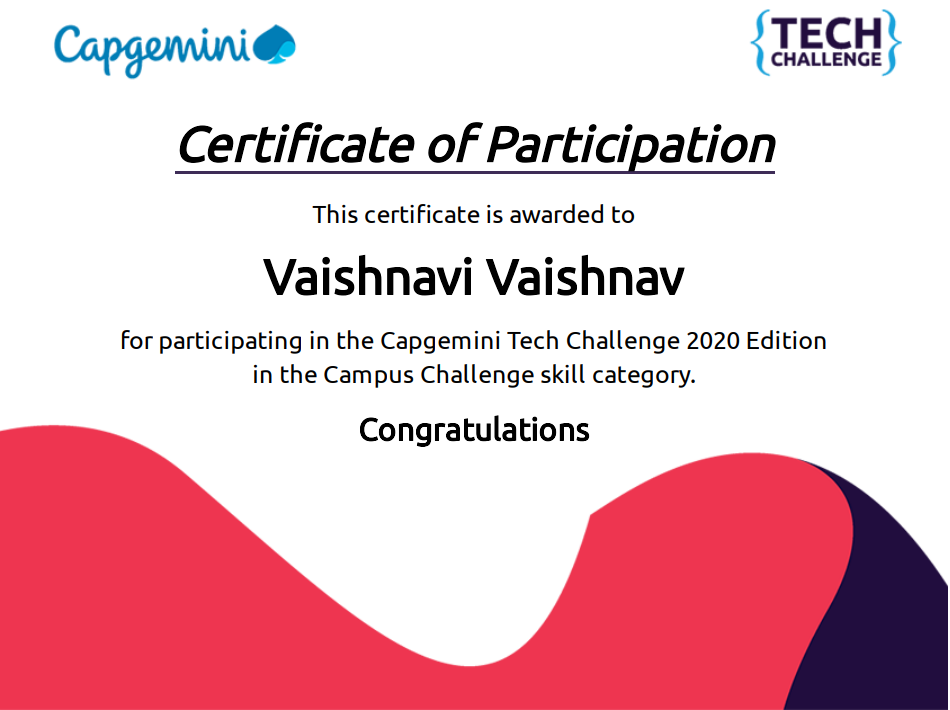 Capgemini
{TECH
CHALLENGE}
Certificate of Participation
This certificate is awarded to
Vaishnavi Vaishnav
for participating in the Capgemini Tech Challenge 2020 Edition
in the Campus Challenge skill category.
Congratulations